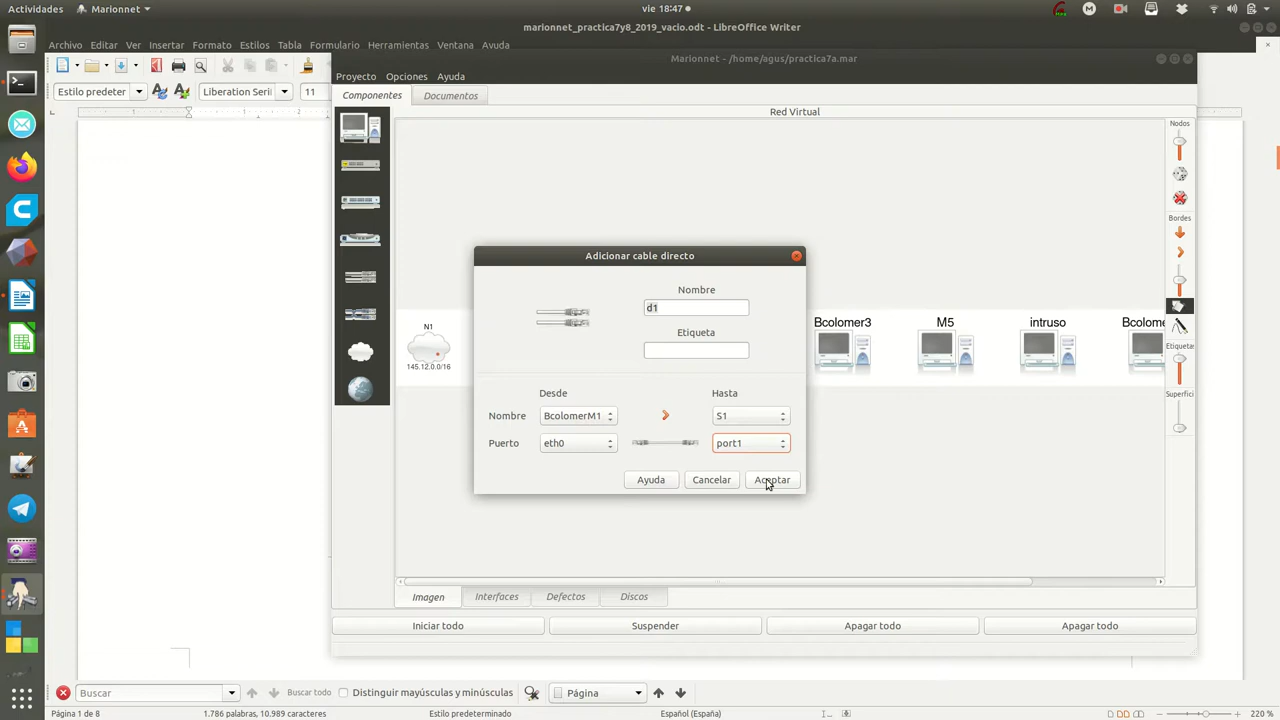 Actividades
Marionnet
vie 18:47
marionnet_practica7y8_2019_vacio.odt - LibreOffice Writer
Archivo Editar Ver Insertar Formato Estilos Tabla Formulario Herramientas Ventana Ayuda
Marionnet - /home/agus/practica7a.mar
Proyecto Opciones Ayuda
Estilo predeter
Liberation Seri
11
Componentes
Documentos
Red Virtual
Nodos
Bordes
Etiquetas
Superfici
N1
145.12.0.0/16
Bcolomer3
M5
intruso
Bcolome
Adicionar cable directo
Nombre
d1
Etiqueta
Desde
Hasta
Nombre BcolomerM1 S1
Puerto eth0 port1
Ayuda Cancelar Aceptar
Imagen Interfaces Defectos Discos
Iniciar todo Suspender Apagar todo Apagar todo
Buscar
Buscar todo
Distinguir mayúsculas y minúsculas
Página
Página 1 de 8
1.786 palabras, 10.989 caracteres
Estilo predeterminado
Español (España)
220 %